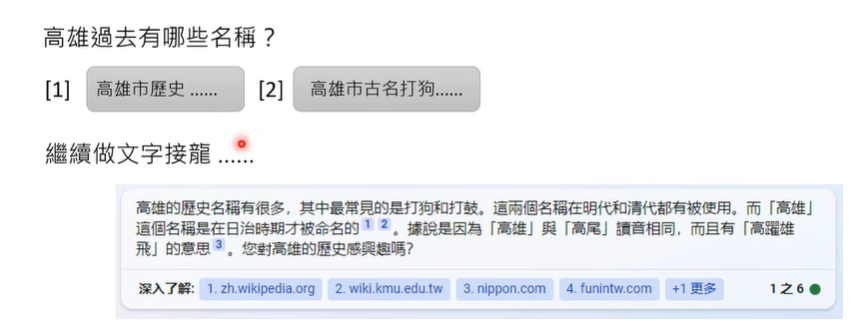 高雄過去有哪些名稱？
[1] 高雄市歷史 ...... [2] 高雄市古名打狗......
繼續做文字接龍 ......
高雄的歷史名稱有很多，其中最常見的是打狗和打鼓。這兩個名稱在明代和清代都有被使用。而「高雄」
這個名稱是在日治時期才被命名的 1 2 。據說是因為「高雄」與「高尾」讀音相同，而且有「高躍雄
飛」的意思 3 。您對高雄的歷史感興趣嗎?
深入了解: 1. zh.wikipedia.org 2. wiki.kmu.edu.tw 3. nippon.com 4. funintw.com +1 更多 1 之 6